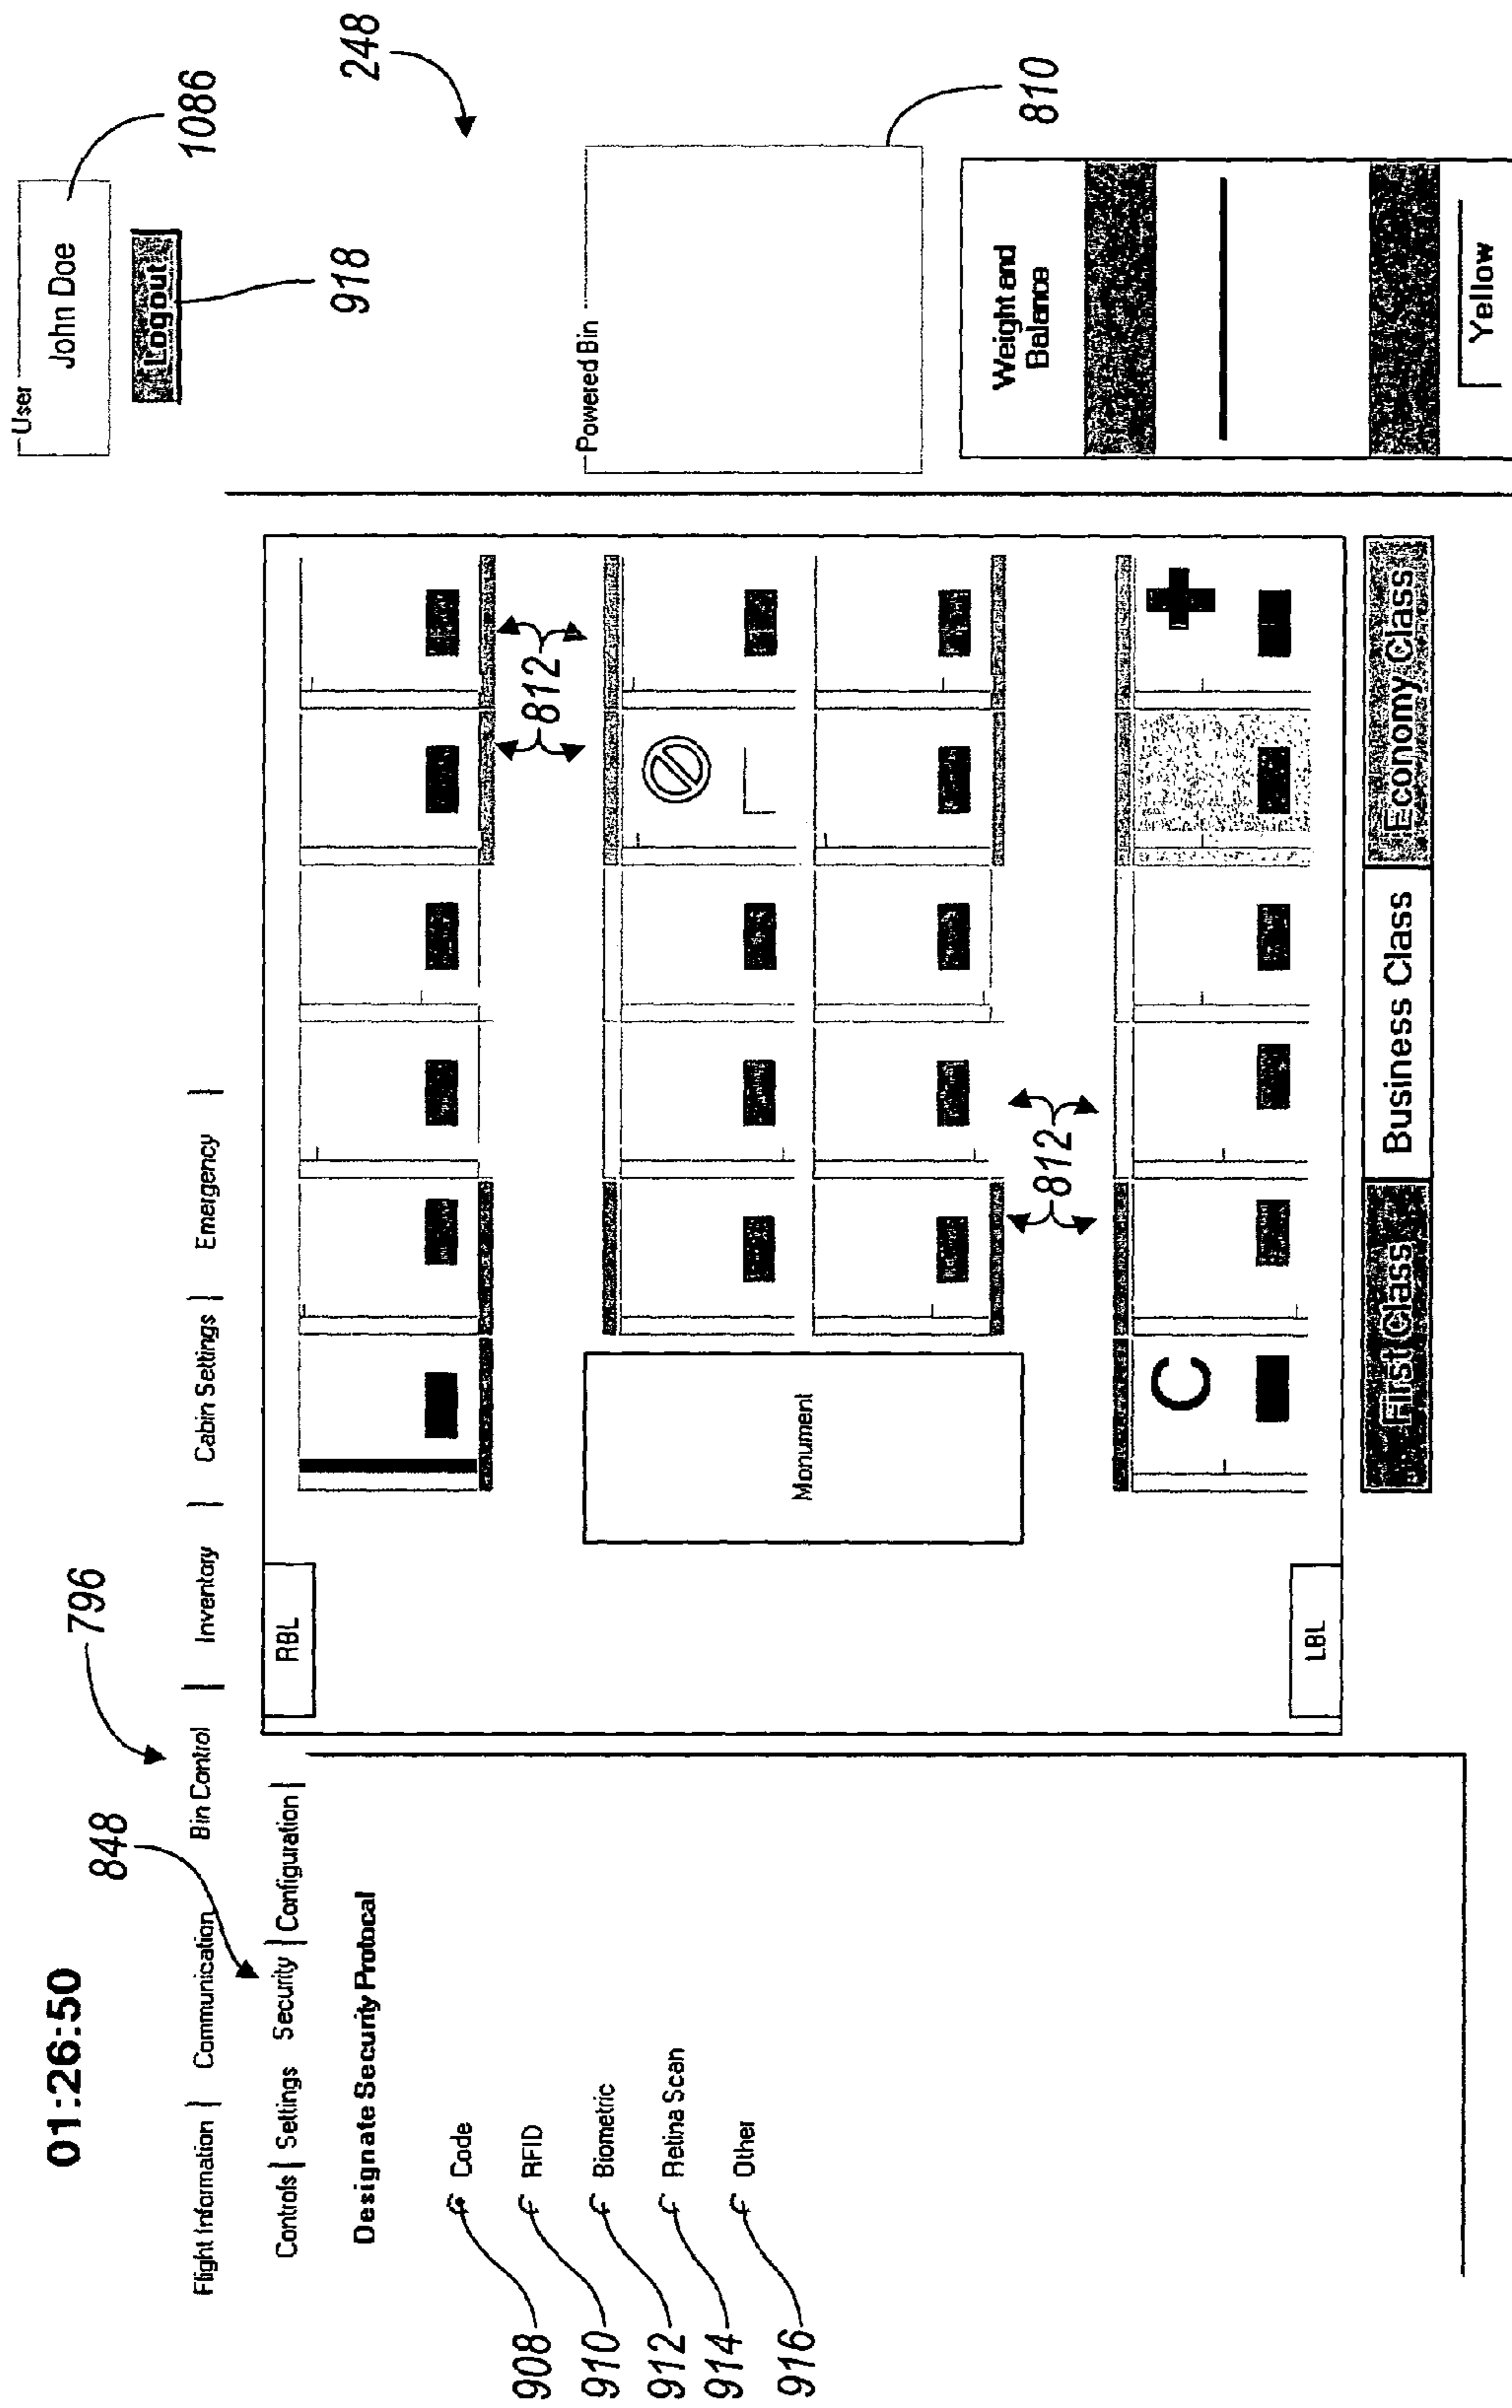 01:26:50
User
John Doe
1086
Logout
918
248
848
796
Flight Information | Communication Bin Control | Inventory | Cabin Settings | Emergency |
Controls | Settings Security | Configuration |
Designate Security Protocal
908
Code
910
RFID
912
Biometric
914
Retina Scan
916
Other
RBL
812
Monument
C
812
LBL
First Class
Business Class
Economy Class
Powered Bin
810
Weight and
Balance
Yellow